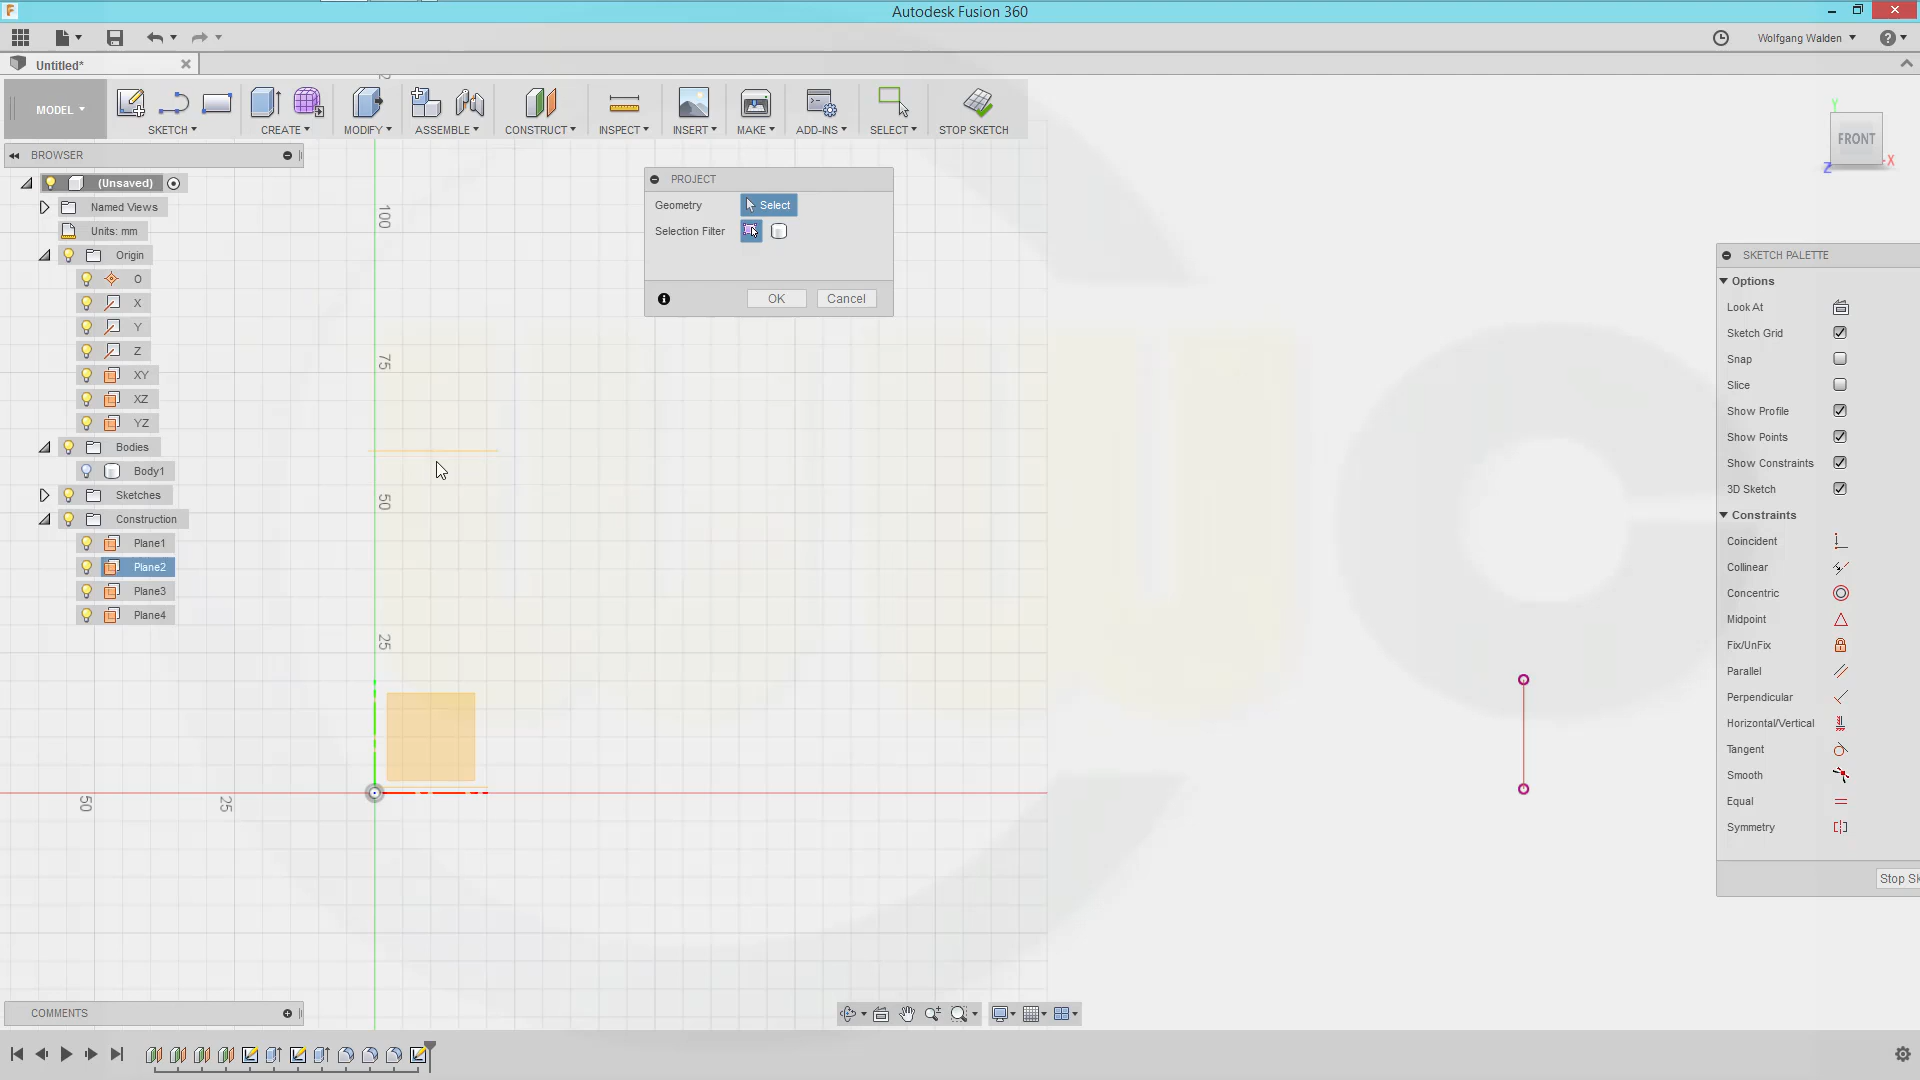 Autodesk Fusion 360
Wolfgang Walden
Untitled*
MODEL
SKETCH
CREATE
MODIFY
ASSEMBLE
CONSTRUCT
INSPECT
INSERT
MAKE
ADD-INS
SELECT
STOP SKETCH
BROWSER
(Unsaved)
Named Views
Units: mm
Origin
O
X
Y
Z
XY
XZ
YZ
Bodies
Body1
Sketches
Construction
Plane1
Plane2
Plane3
Plane4
100
75
50
25
50
25
PROJECT
Geometry
Select
Selection Filter
OK
Cancel
Y
FRONT
X
Z
SKETCH PALETTE
Options
Look At
Sketch Grid
Snap
Slice
Show Profile
Show Points
Show Constraints
3D Sketch
Constraints
Coincident
Collinear
Concentric
Midpoint
Fix/UnFix
Parallel
Perpendicular
Horizontal/Vertical
Tangent
Smooth
Equal
Symmetry
Stop Sk
COMMENTS